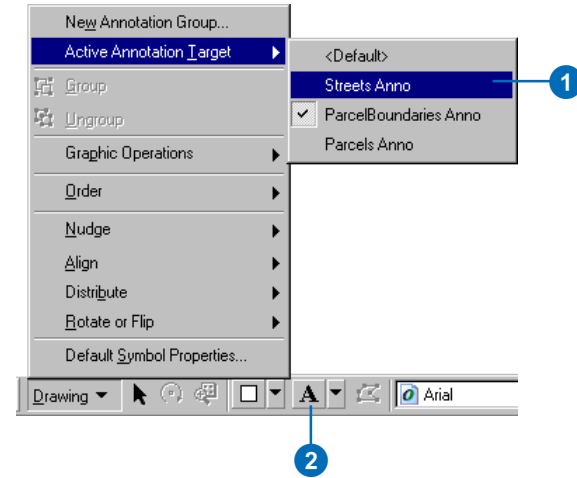 New Annotation Group...
Active Annotation Target
<Default>
Group
Streets Anno
1
Ungroup
ParcelBoundaries Anno
Graphic Operations
Parcels Anno
Order
Nudge
Align
Distribute
Rotate or Flip
Default Symbol Properties...
Drawing A Arial
2